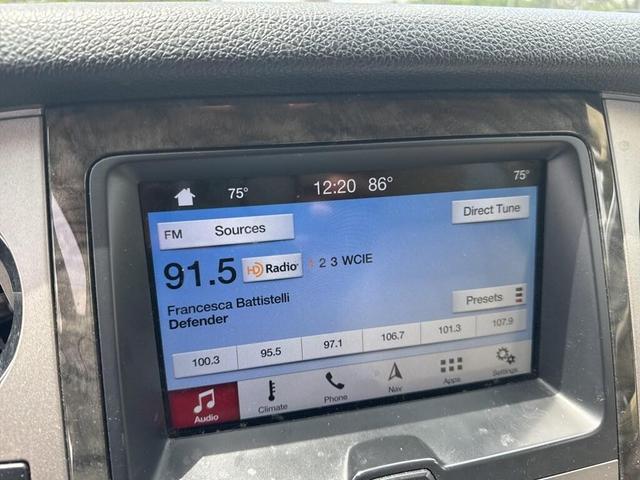 75° 12:20 86° 75°
FM Sources Direct Tune
91.5 HD Radio 1 2 3 WCIE
Francesca Battistelli
Defender
Presets
100.3 95.5 97.1 106.7 101.3 107.9
Audio Climate Phone Nav Apps Settings